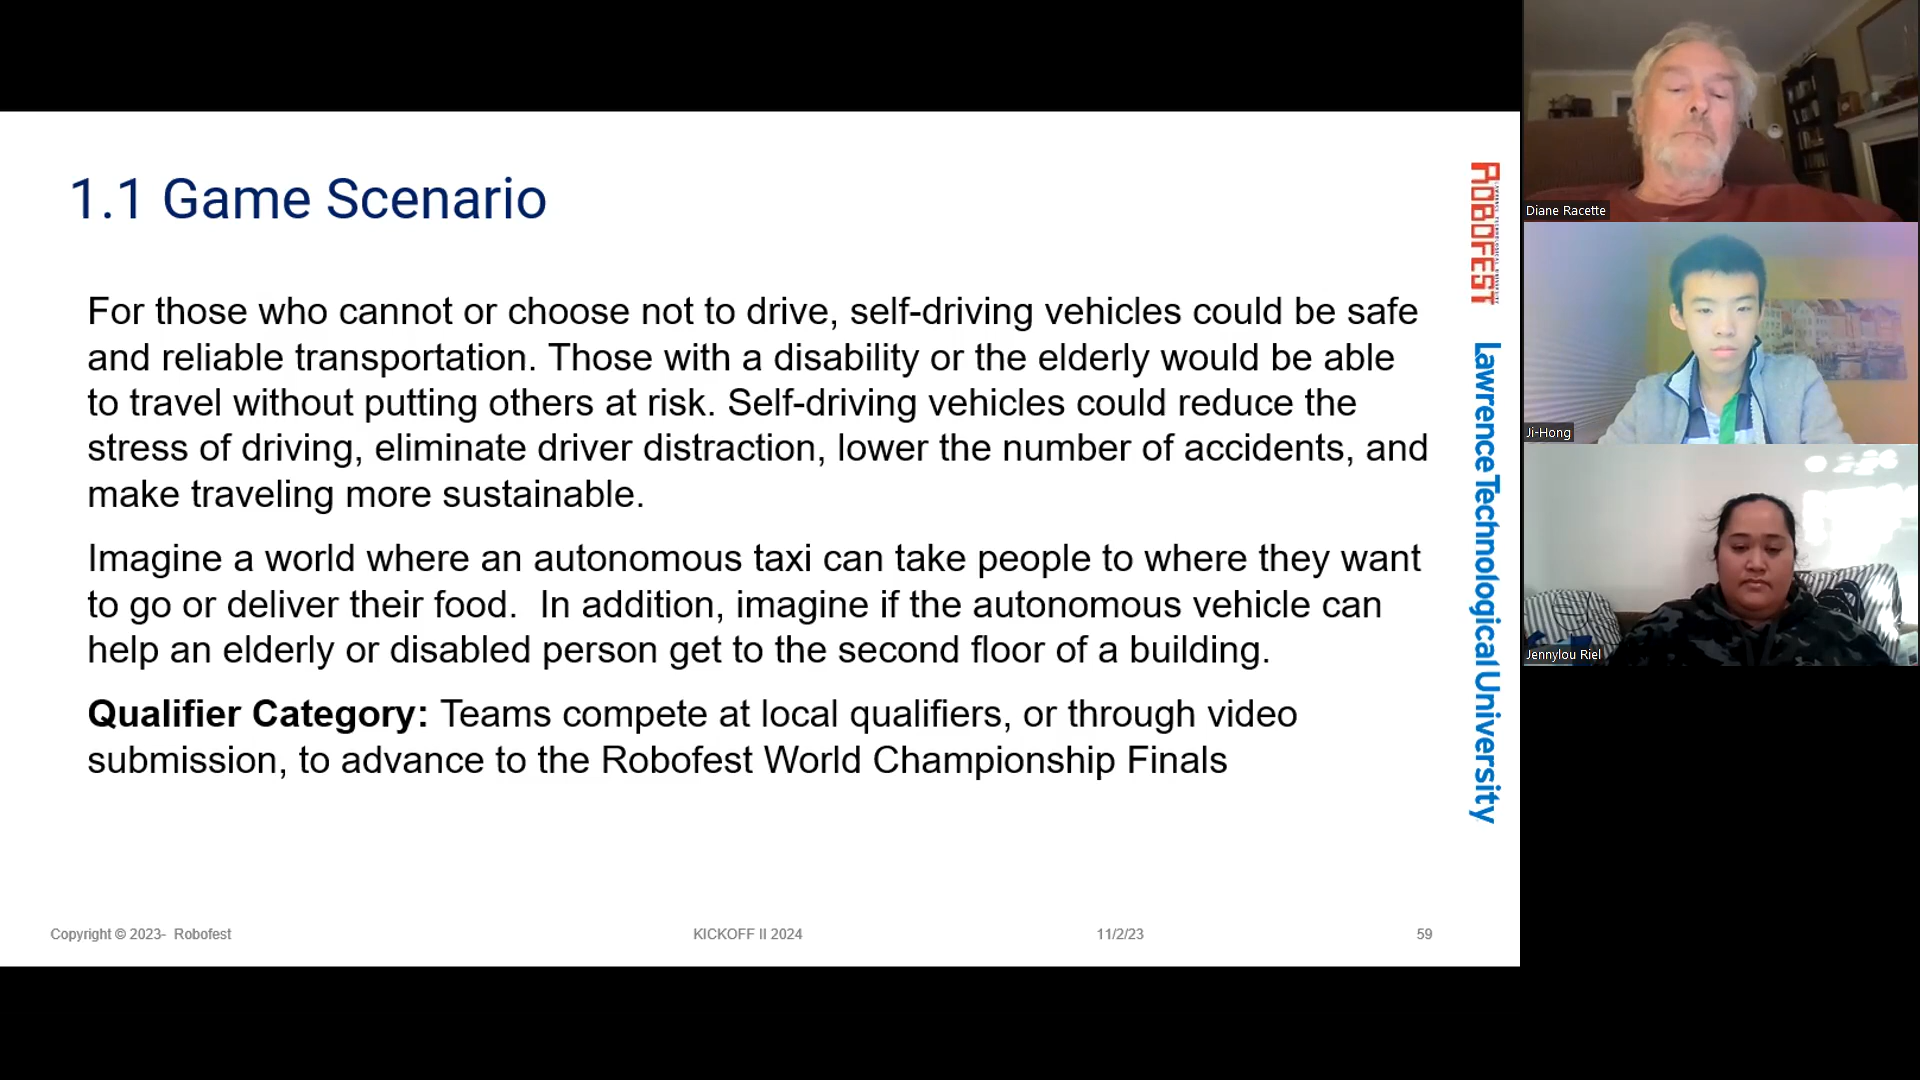 1.1 Game Scenario
For those who cannot or choose not to drive, self-driving vehicles could be safe
and reliable transportation. Those with a disability or the elderly would be able
to travel without putting others at risk. Self-driving vehicles could reduce the
stress of driving, eliminate driver distraction, lower the number of accidents, and
make traveling more sustainable.
Imagine a world where an autonomous taxi can take people to where they want
to go or deliver their food.  In addition, imagine if the autonomous vehicle can
help an elderly or disabled person get to the second floor of a building.
Qualifier Category: Teams compete at local qualifiers, or through video
submission, to advance to the Robofest World Championship Finals
Copyright © 2023-  Robofest
KICKOFF II 2024
11/2/23
59
ROBOFEST
LAWRENCE TECHNOLOGICAL UNIVERSITY
Lawrence Technological University
Diane Racette
Ji-Hong
Jennylou Riel